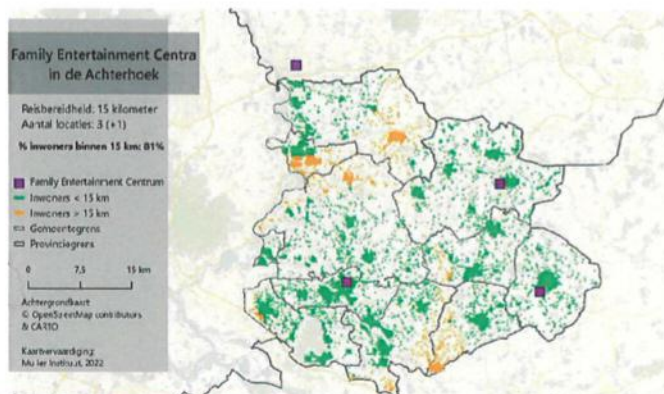 Family Entertainment Centra
in de Achterhoek
Reisbereidheid: 15 kilometer
Aantal locaties: 3 (+1)
% inwoners binnen 15 km: 81%
Family Entertainment Centrum
Inwoners < 15 km
Inwoners > 15 km
Gemeentegrens
Provinciegrens
0 7,5 15 km
Achtergrondkaart
© OpenStreetMap contributors
& CARTO
Kaartvervaardiging
Mulier Instituut, 2022